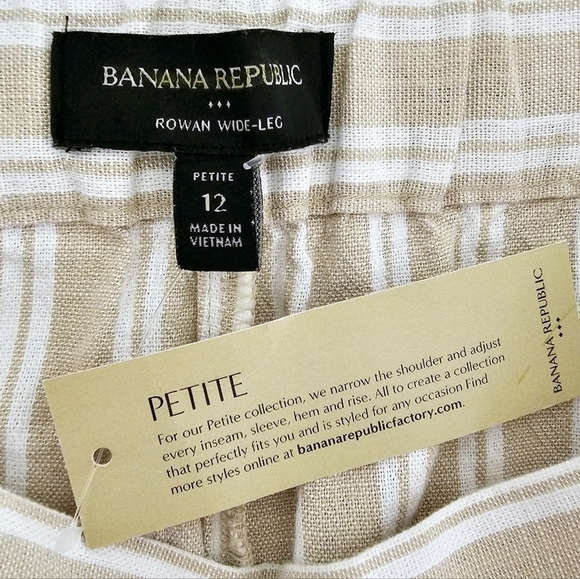 BANANA REPUBLIC
ROWAN WIDE-LEG
PETITE
12
MADE IN
VIETNAM
PETITE
For our Petite collection, we narrow the shoulder and adjust
every inseam, sleeve, hem and rise. All to create a collection
that perfectly fits you and is styled for any occasion Find
more styles online at bananarepublicfactory.com.
BANANA REPUBLIC